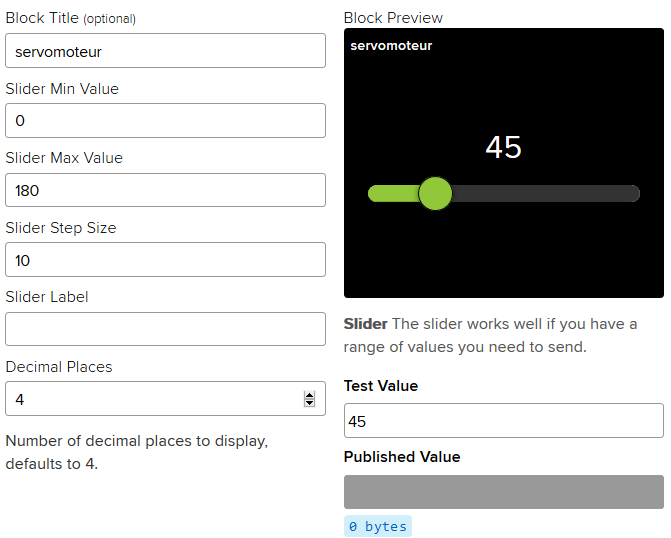 Block Title (optional)
servomoteur
Slider Min Value
0
Slider Max Value
180
Slider Step Size
10
Slider Label
Decimal Places
4
Number of decimal places to display,
defaults to 4.
Block Preview
servomoteur
45
Slider The slider works well if you have a
range of values you need to send.
Test Value
45
Published Value
0 bytes